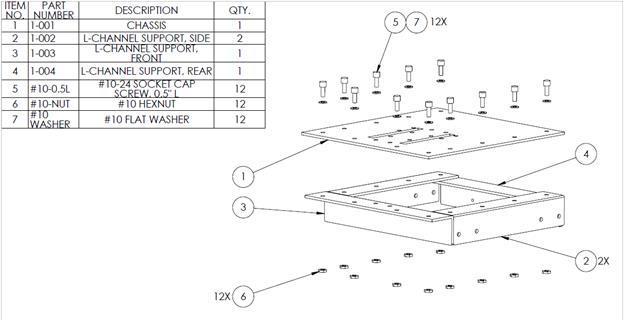 ITEM NO. PART NUMBER DESCRIPTION QTY.
1 1-001 CHASSIS 1
2 1-002 L-CHANNEL SUPPORT, SIDE 2
3 1-003 L-CHANNEL SUPPORT, FRONT 1
4 1-004 L-CHANNEL SUPPORT, REAR 1
5 #10-0.5L #10-24 SOCKET CAP SCREW, 0.5" L 12
6 #10-NUT #10 HEXNUT 12
7 #10 WASHER #10 FLAT WASHER 12
5 7 12X
4
1
3
2 2X
12X 6